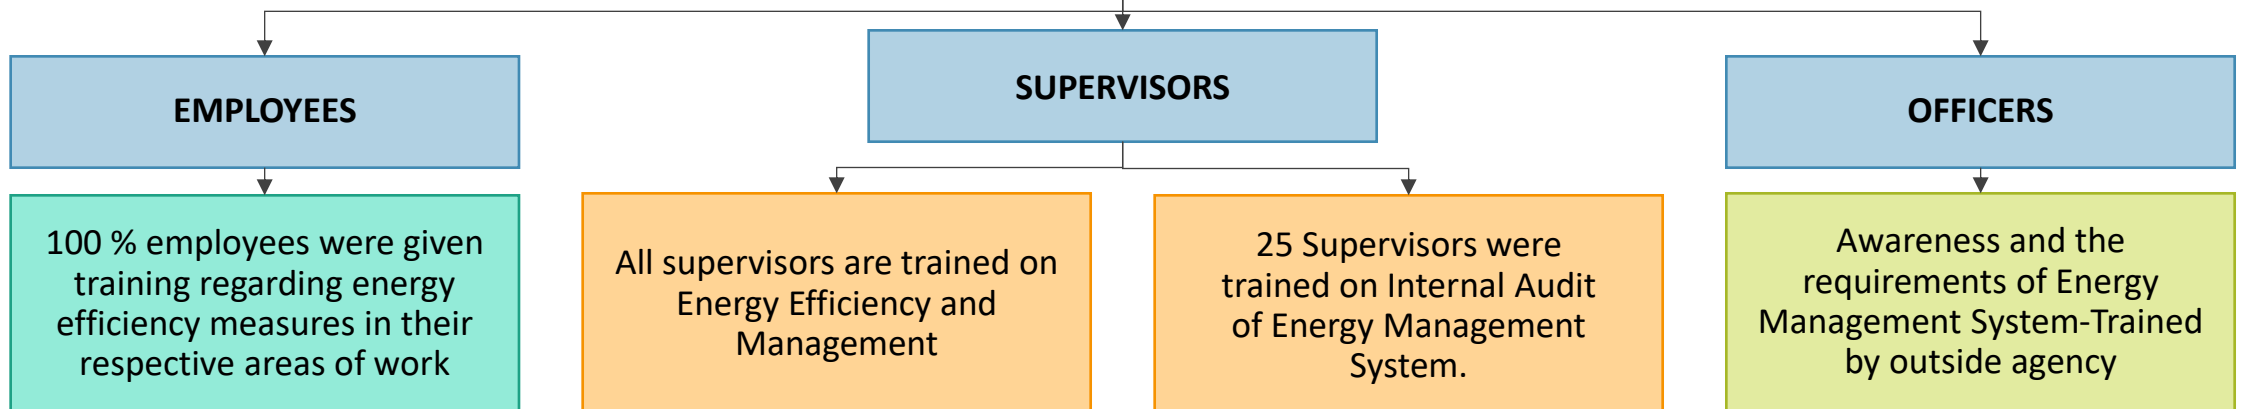 EMPLOYEES
SUPERVISORS
OFFICERS
100 % employees were given
training regarding energy
efficiency measures in their
respective areas of work
All supervisors are trained on
Energy Efficiency and
Management
25 Supervisors were
trained on Internal Audit
of Energy Management
System.
Awareness and the
requirements of Energy
Management System-Trained
by outside agency